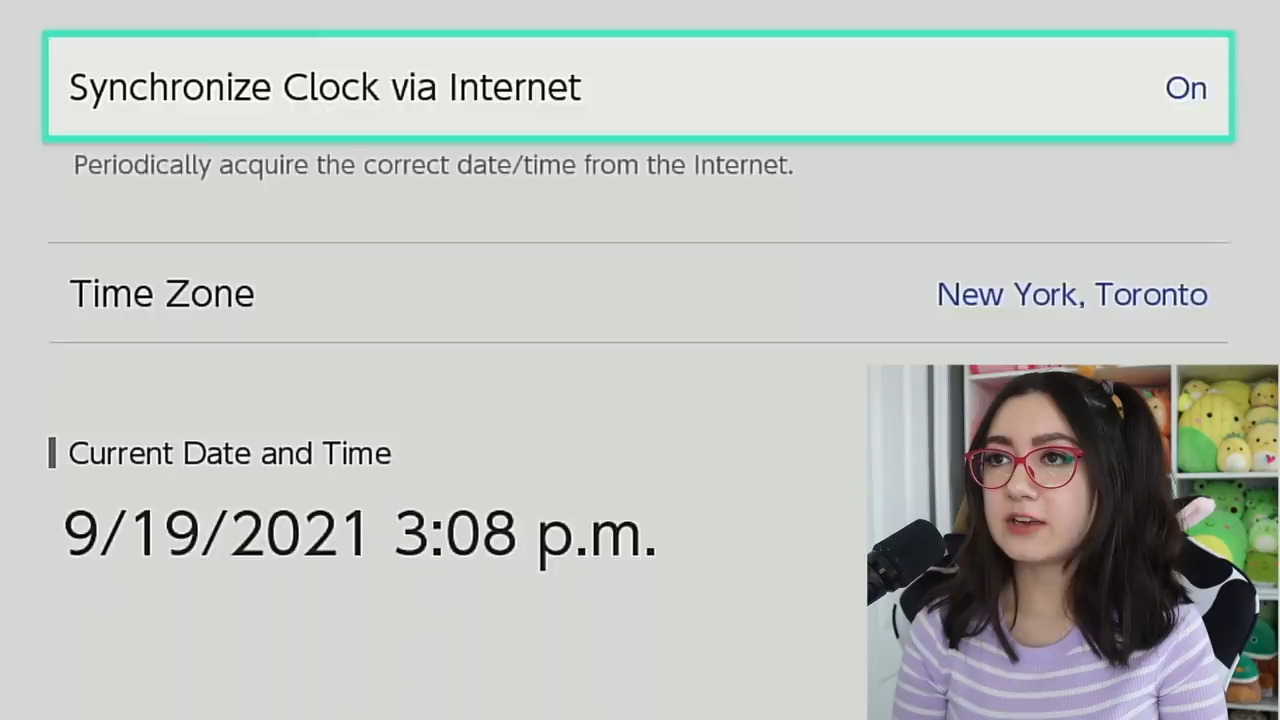 Synchronize Clock via Internet On
Periodically acquire the correct date/time from the Internet.
Time Zone New York, Toronto
Current Date and Time
9/19/2021 3:08 p.m.